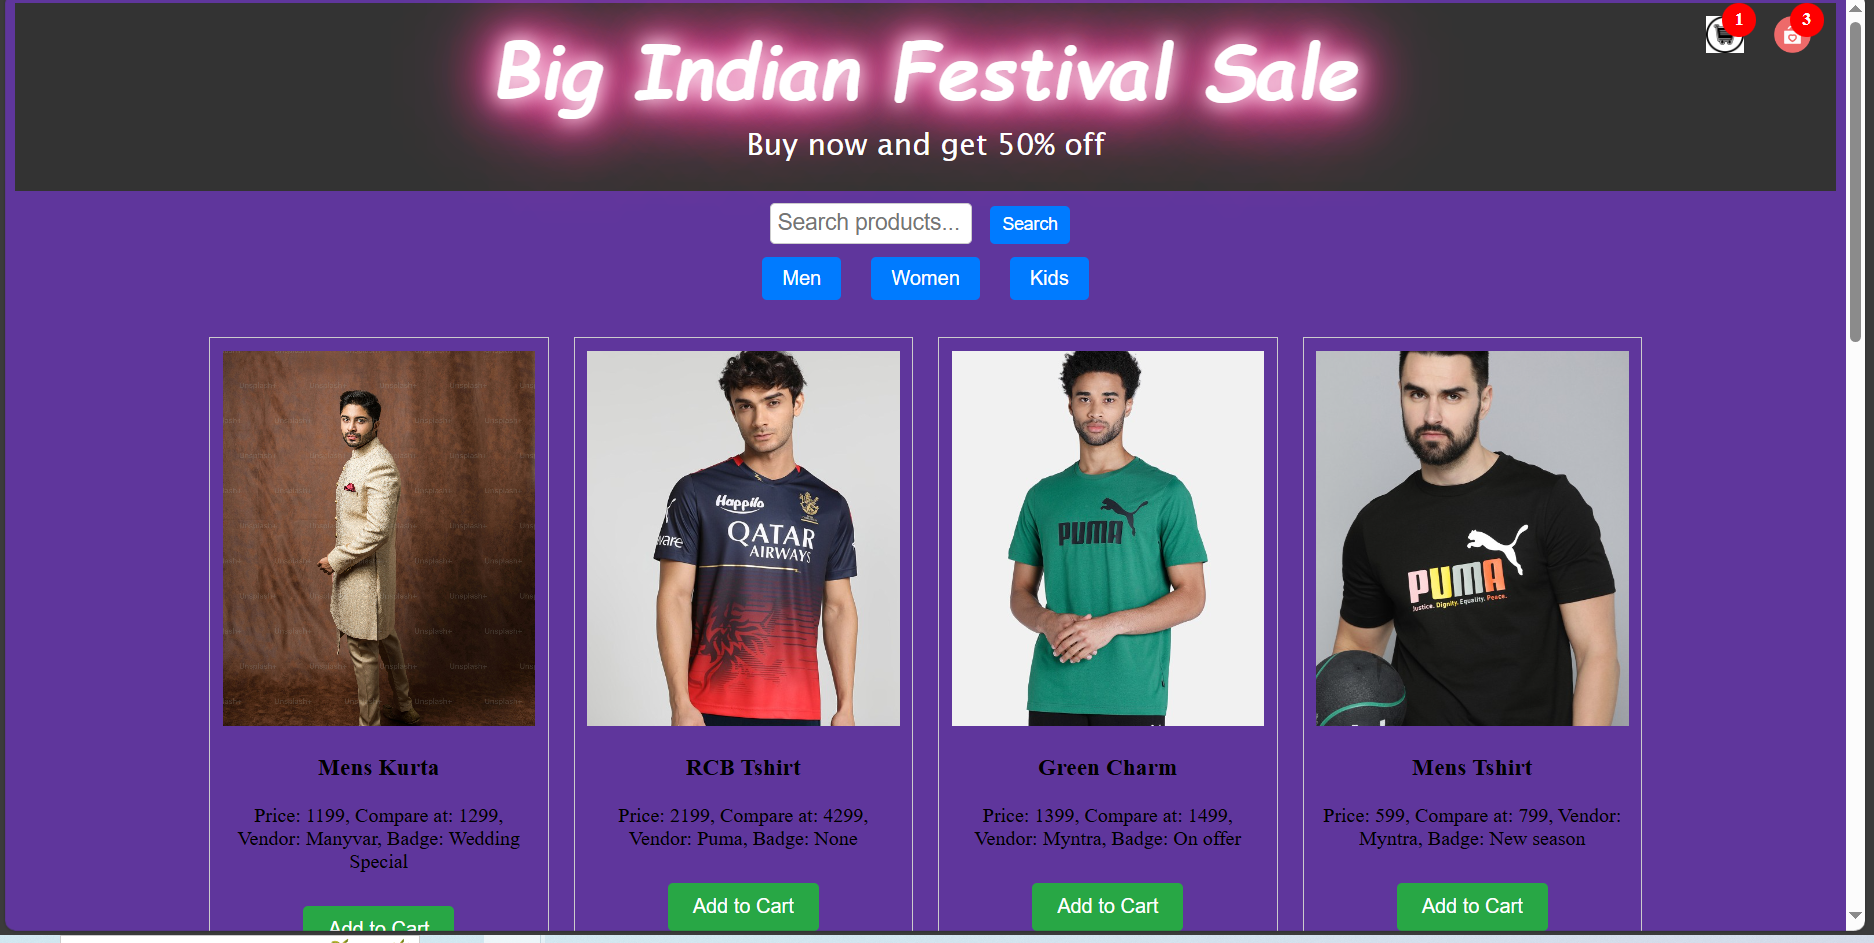 1
3
Big Indian Festival Sale
Buy now and get 50% off
Search products...
Search
Men
Women
Kids
Unsplash+
Happilo
QATAR
AIRWAYS
PUMA
PUMA
Justice. Dignity. Equality. Peace.
Mens Kurta
Price: 1199, Compare at: 1299,
Vendor: Manyvar, Badge: Wedding
Special
Add to Cart
RCB Tshirt
Price: 2199, Compare at: 4299,
Vendor: Puma, Badge: None
Add to Cart
Green Charm
Price: 1399, Compare at: 1499,
Vendor: Myntra, Badge: On offer
Add to Cart
Mens Tshirt
Price: 599, Compare at: 799, Vendor:
Myntra, Badge: New season
Add to Cart